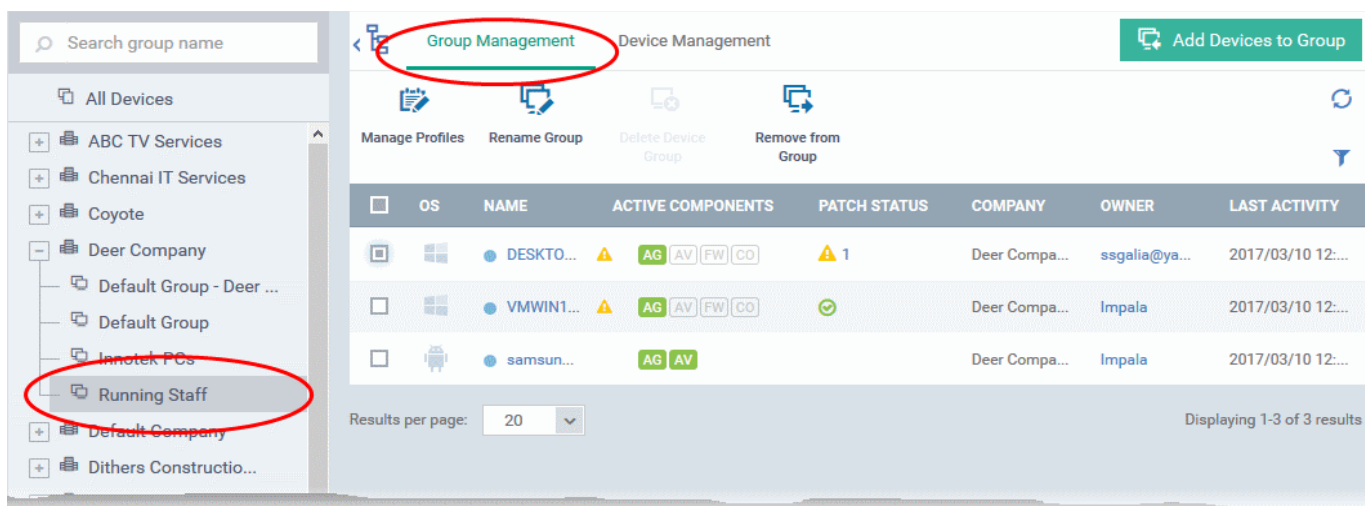 Search group name
All Devices
ABC TV Services
Chennai IT Services
Coyote
Deer Company
Default Group - Deer ...
Default Group
Innotek PCs
Running Staff
Default Company
Dithers Constructio...
Group Management
Device Management
Add Devices to Group
Manage Profiles
Rename Group
Delete Device
Group
Remove from
Group
OS NAME ACTIVE COMPONENTS PATCH STATUS COMPANY OWNER LAST ACTIVITY
DESKTO... AG AV FW CO 1 Deer Compa... ssgalia@ya... 2017/03/10 12:...
VMWIN1... AG AV FW CO Deer Compa... Impala 2017/03/10 12:...
samsun... AG AV Deer Compa... Impala 2017/03/10 12:...
Results per page: 20
Displaying 1-3 of 3 results